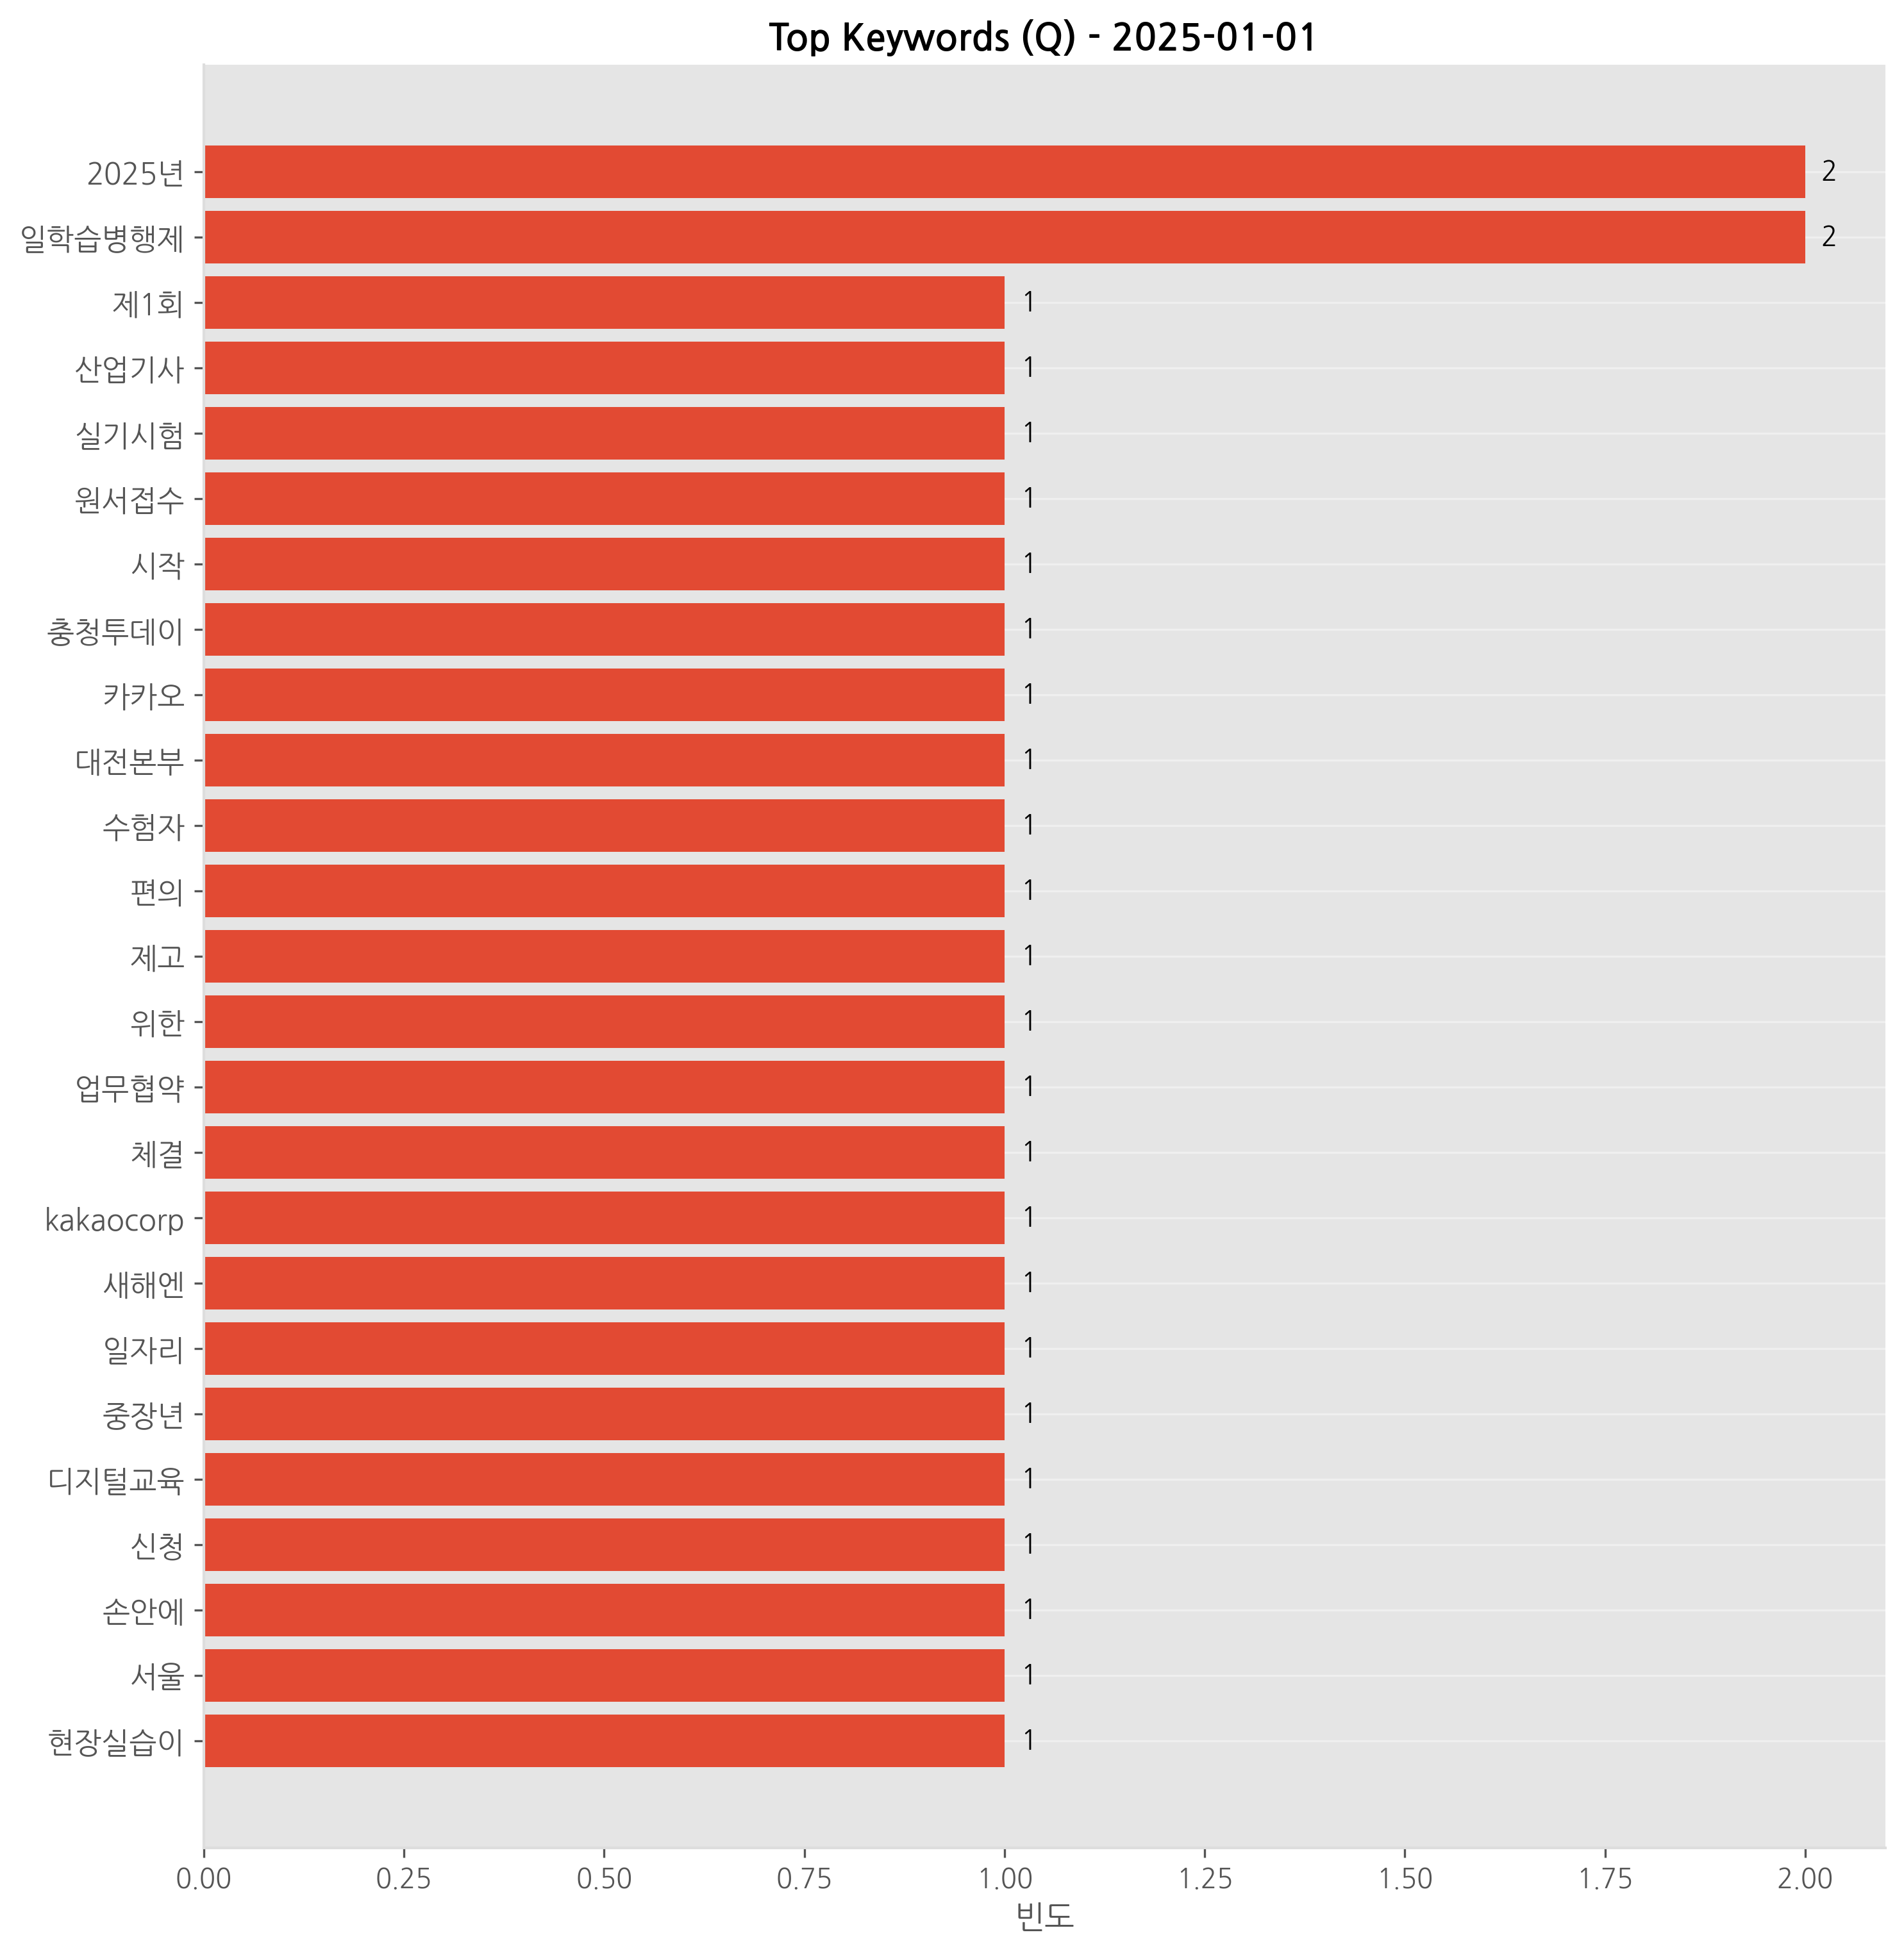 Top Keywords (Q) - 2025-01-01
2025년 2
일학습병행제 2
제1회 1
산업기사 1
실기시험 1
원서접수 1
시작 1
충청투데이 1
카카오 1
대전본부 1
수험자 1
편의 1
제고 1
위한 1
업무협약 1
체결 1
kakaocorp 1
새해엔 1
일자리 1
중장년 1
디지털교육 1
신청 1
손안에 1
서울 1
현장실습이 1
0.00 0.25 0.50 0.75 1.00 1.25 1.50 1.75 2.00
빈도